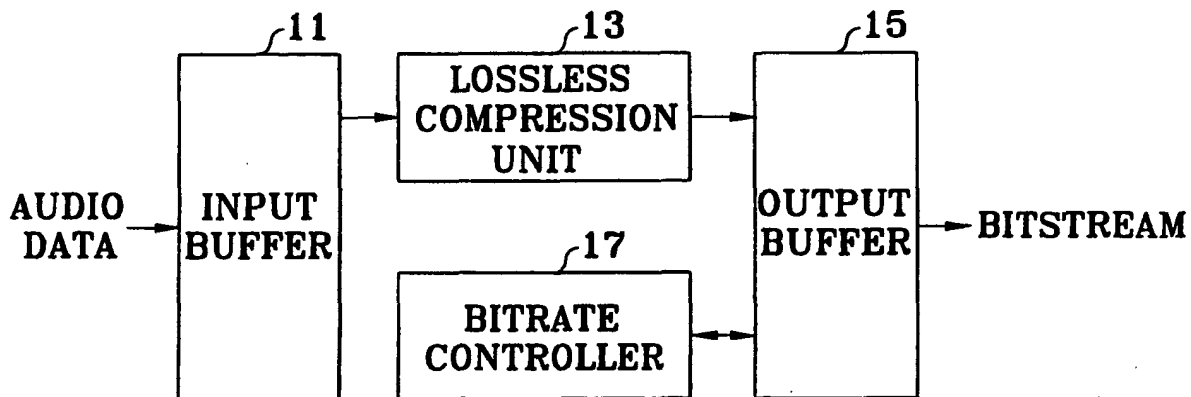 11
13
15
LOSSLESS
COMPRESSION
UNIT
AUDIO
DATA
INPUT
BUFFER
OUTPUT
BUFFER
BITSTREAM
17
BITRATE
CONTROLLER